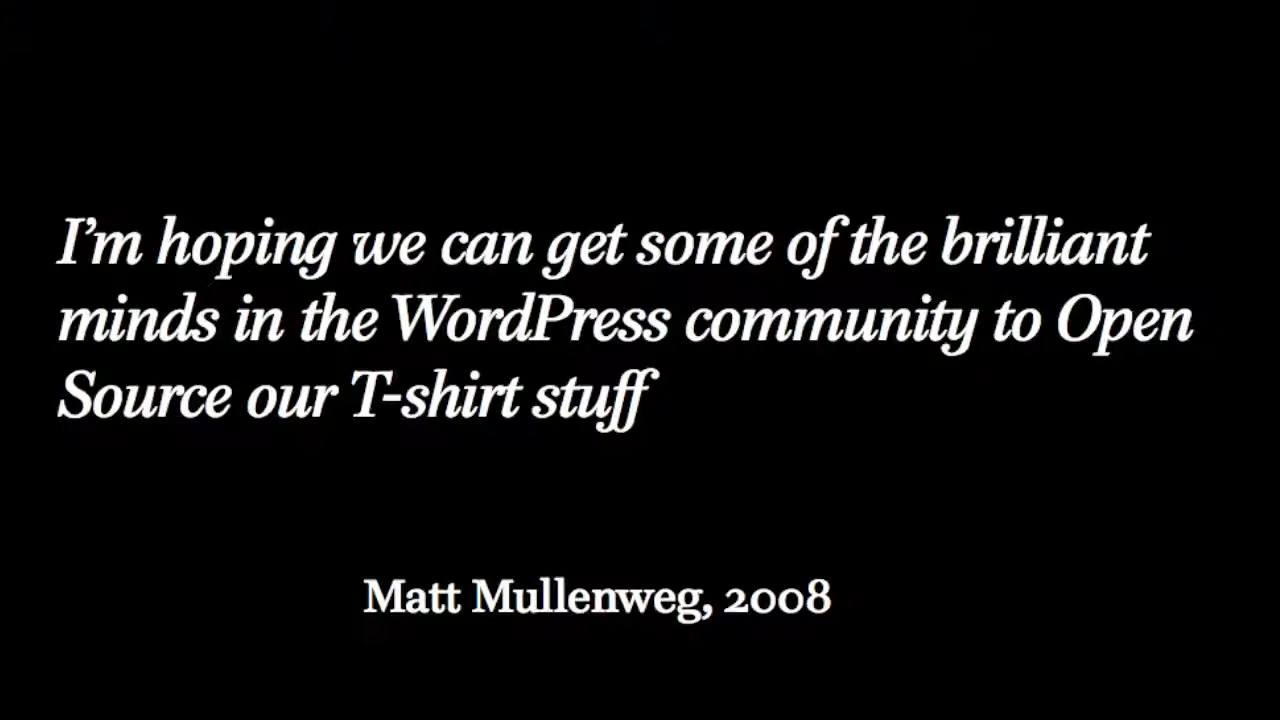 I’m hoping we can get some of the brilliant
minds in the WordPress community to Open
Source our T-shirt stuff
Matt Mullenweg, 2008